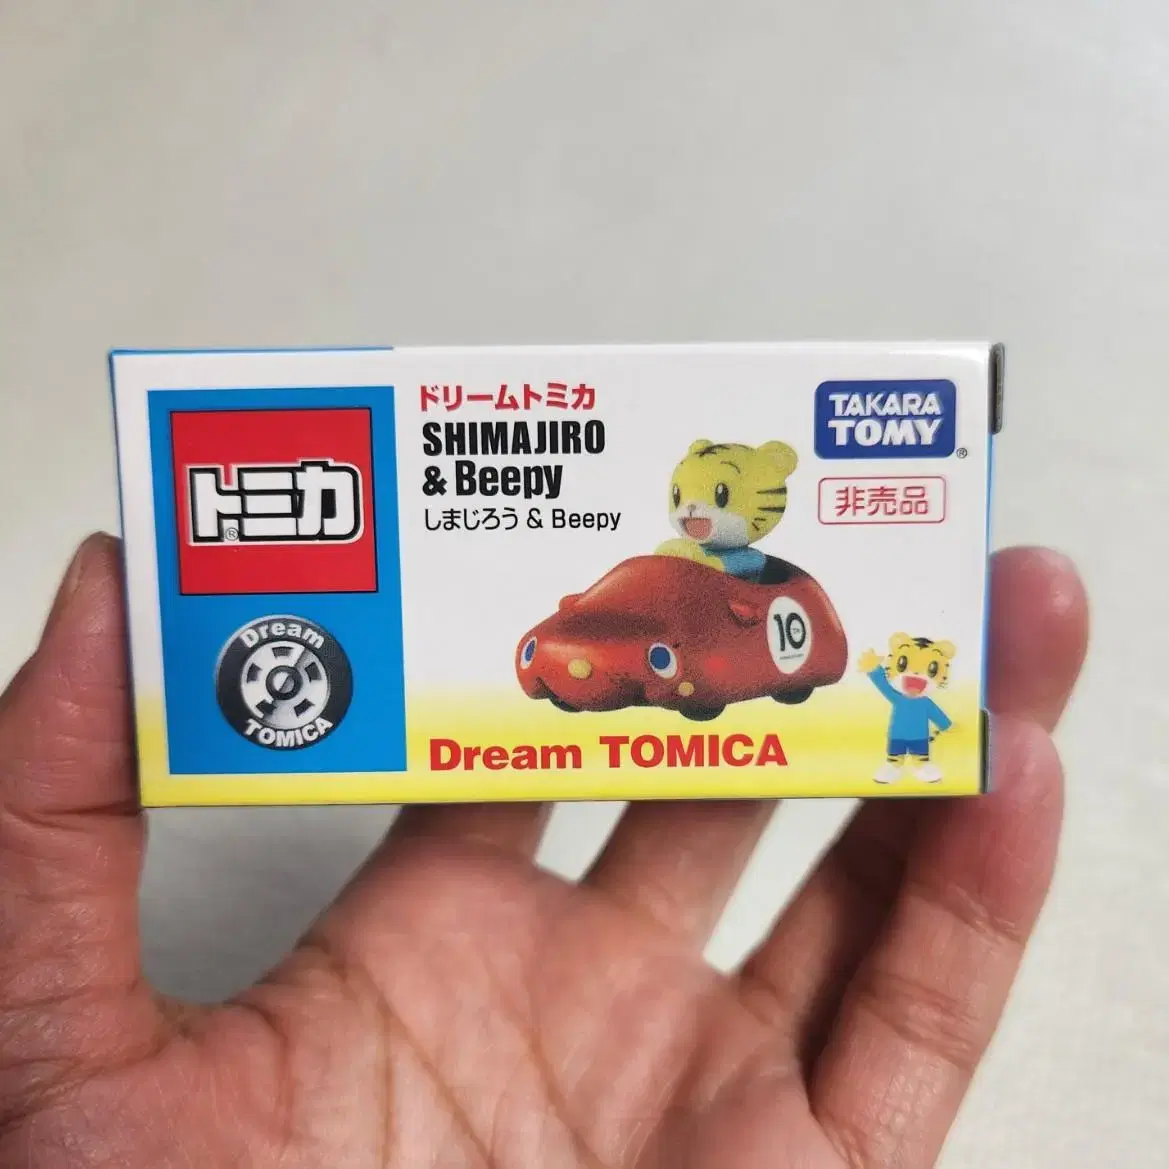 トミカ
®
Dream
TOMICA
ドリームトミカ
SHIMAJIRO
& Beepy
しまじろう & Beepy
10
Dream TOMICA
TAKARA
TOMY
®
非売品